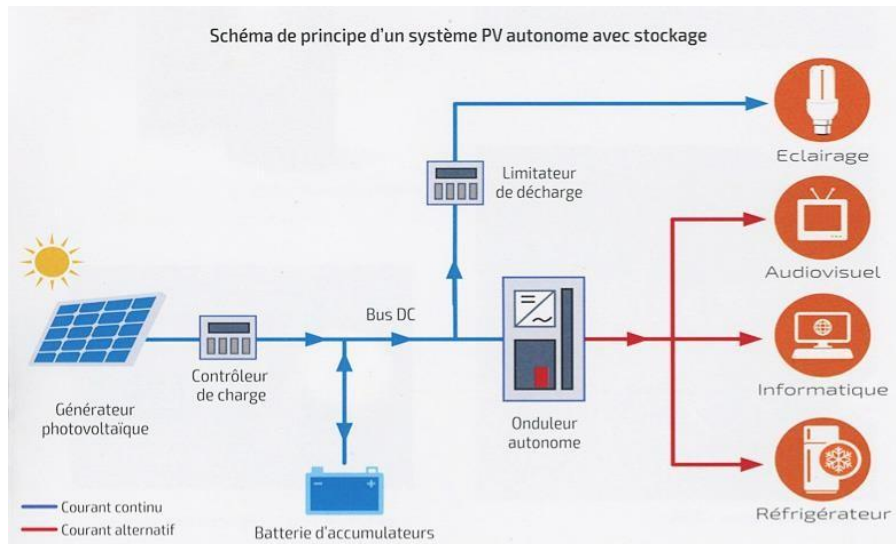 Schéma de principe d'un système PV autonome avec stockage
Eclairage
Limitateur
de décharge
Audiovisuel
Bus DC
Contrôleur
de charge
Informatique
Générateur
photovoltaïque
Onduleur
autonome
Courant continu
Courant alternatif
Batterie d'accumulateurs
Réfrigérateur